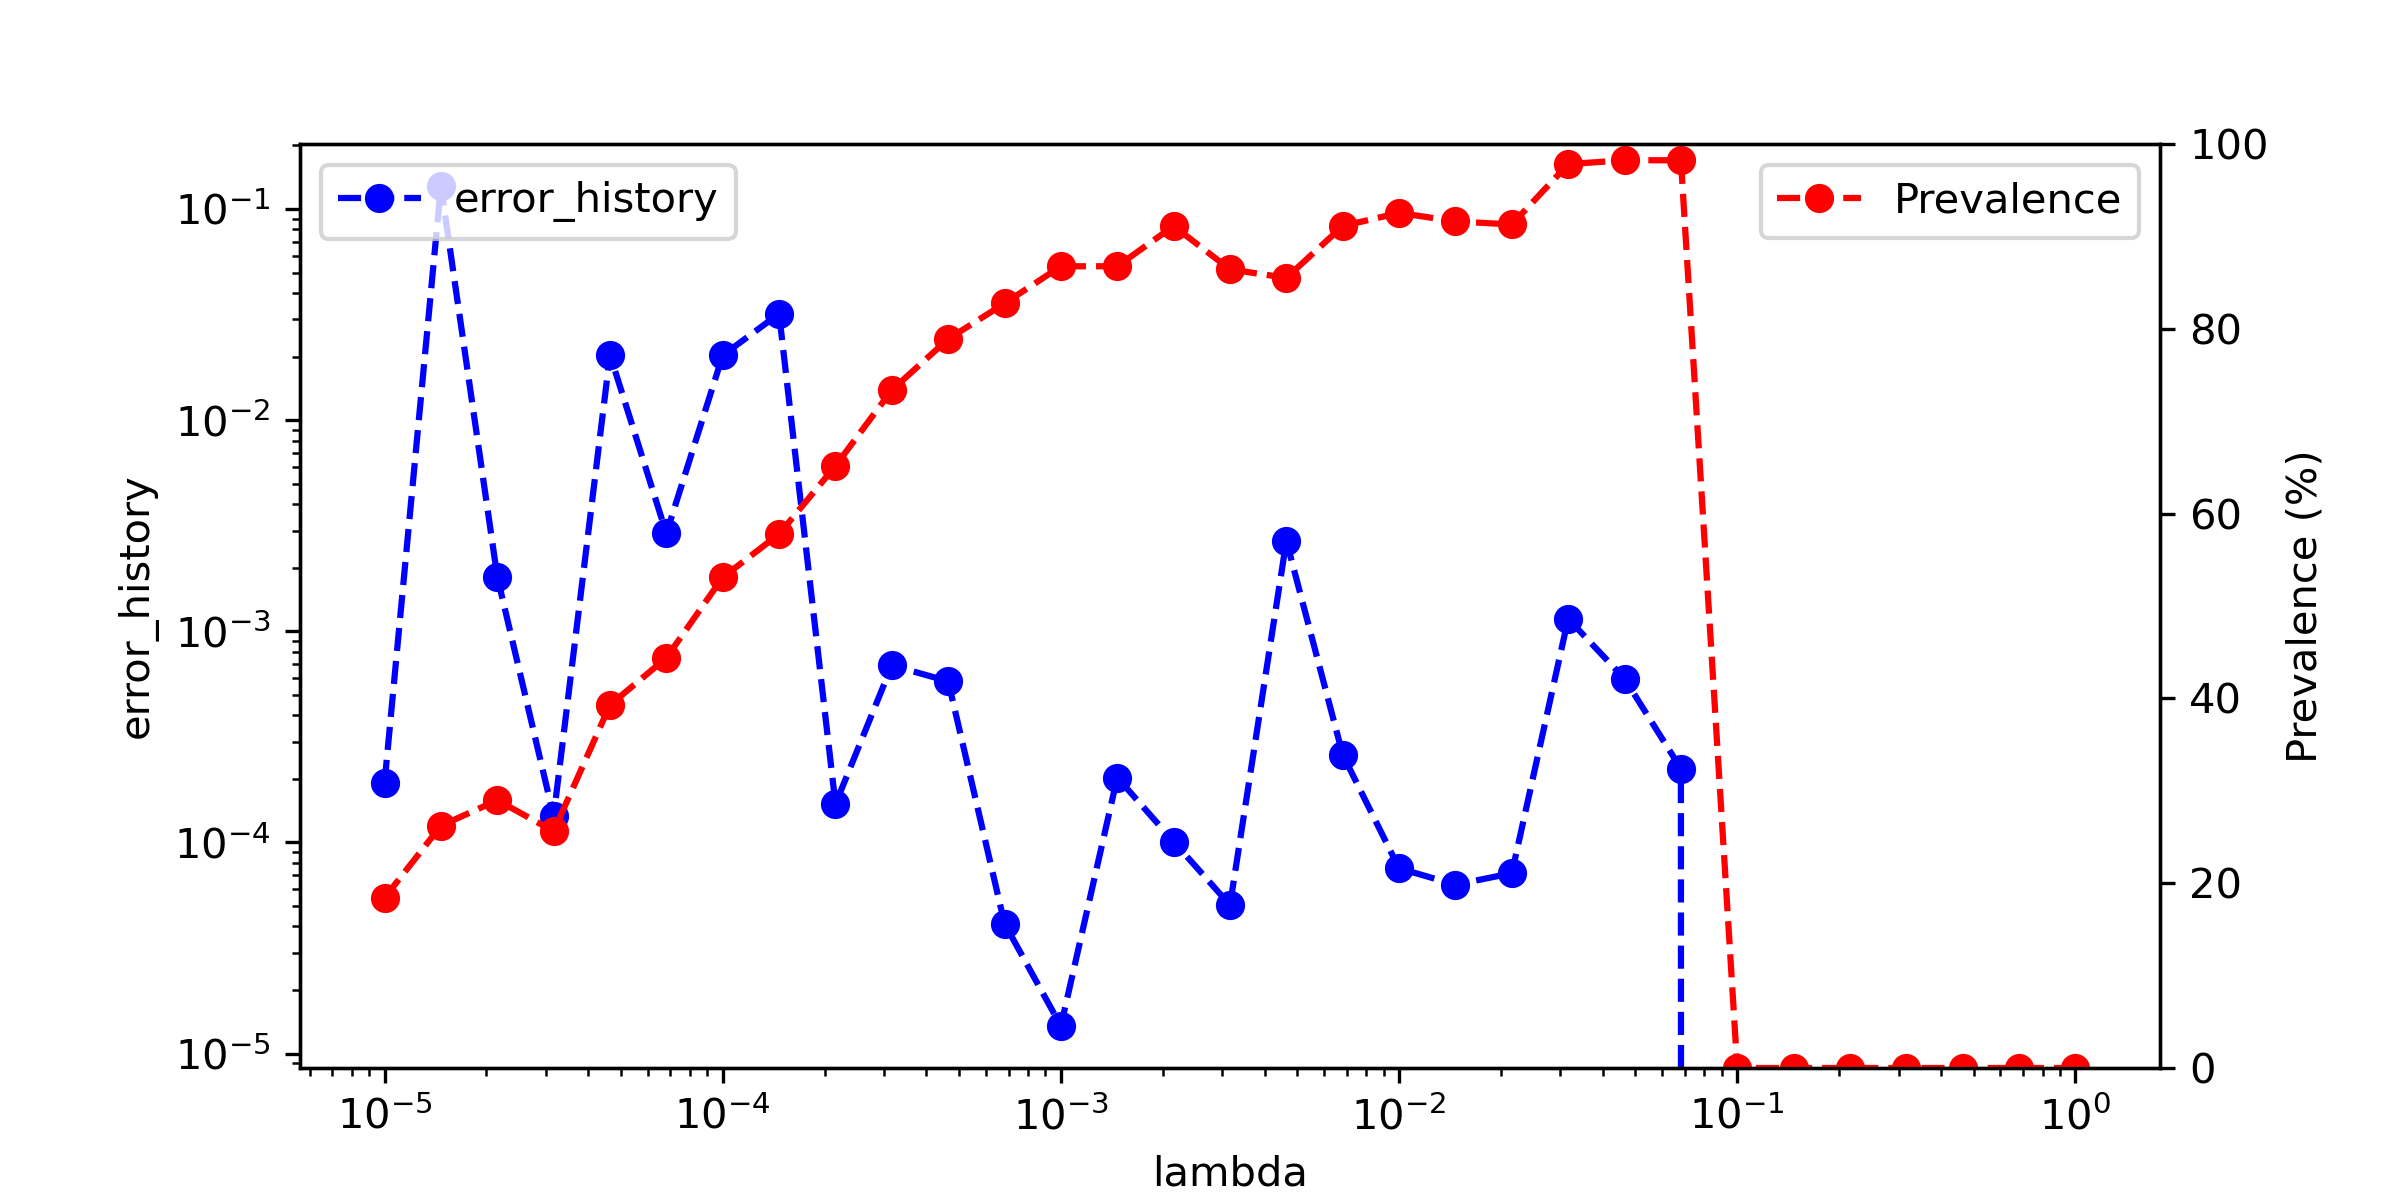 error_history
Prevalence
10⁻¹
10⁻²
10⁻³
10⁻⁴
10⁻⁵
error_history
100
80
60
40
20
0
Prevalence (%)
10⁻⁵ 10⁻⁴ 10⁻³ 10⁻² 10⁻¹ 10⁰
lambda